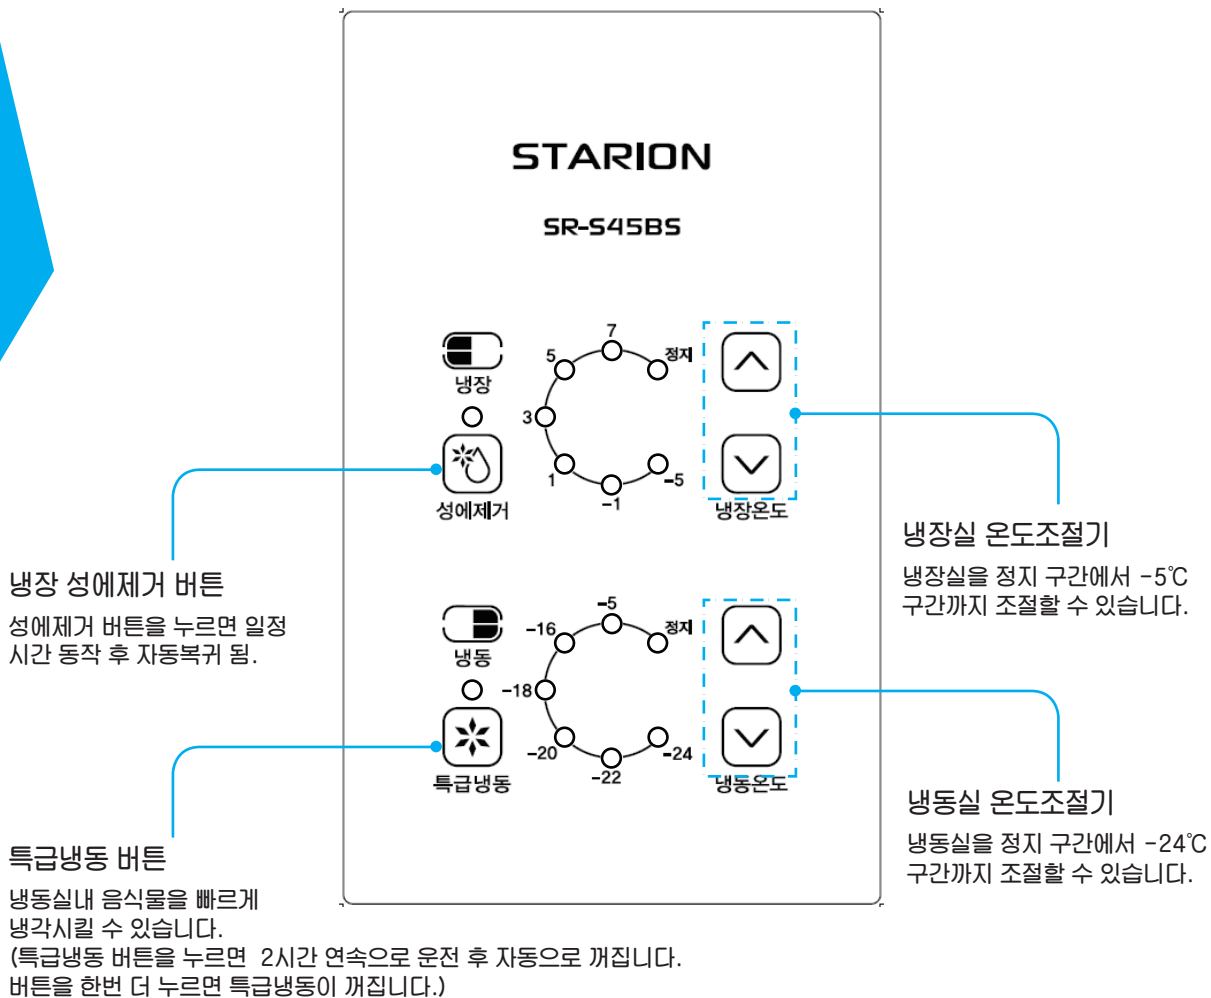 STARION
SR-S45BS
냉장
성에제거
7
정지
5
3
1
-1
-5
냉장온도
냉장실 온도조절기
냉장실을 정지 구간에서 -5℃
구간까지 조절할 수 있습니다.
냉장 성에제거 버튼
성에제거 버튼을 누르면 일정
시간 동작 후 자동복귀 됨.
냉동
특급냉동
-5
정지
-16
-18
-20
-22
-24
냉동온도
냉동실 온도조절기
냉동실을 정지 구간에서 -24℃
구간까지 조절할 수 있습니다.
특급냉동 버튼
냉동실내 음식물을 빠르게
냉각시킬 수 있습니다.
(특급냉동 버튼을 누르면 2시간 연속으로 운전 후 자동으로 꺼집니다.
버튼을 한번 더 누르면 특급냉동이 꺼집니다.)